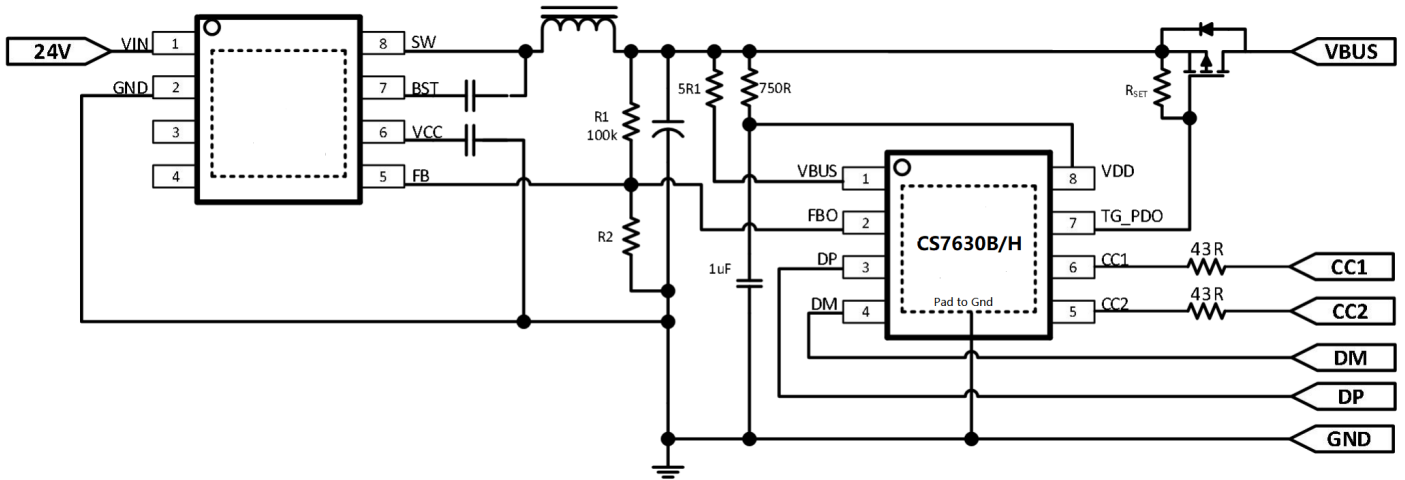 24V
VIN
1
GND
2
3
4
8
SW
7
BST
6
VCC
5
FB
R1
100k
R2
5R1
750R
1uF
VBUS
1
FBO
2
DP
3
DM
4
CS7630B/H
Pad to Gnd
8
VDD
7
TG_PDO
6
CC1
5
CC2
RSET
43R
43R
VBUS
CC1
CC2
DM
DP
GND